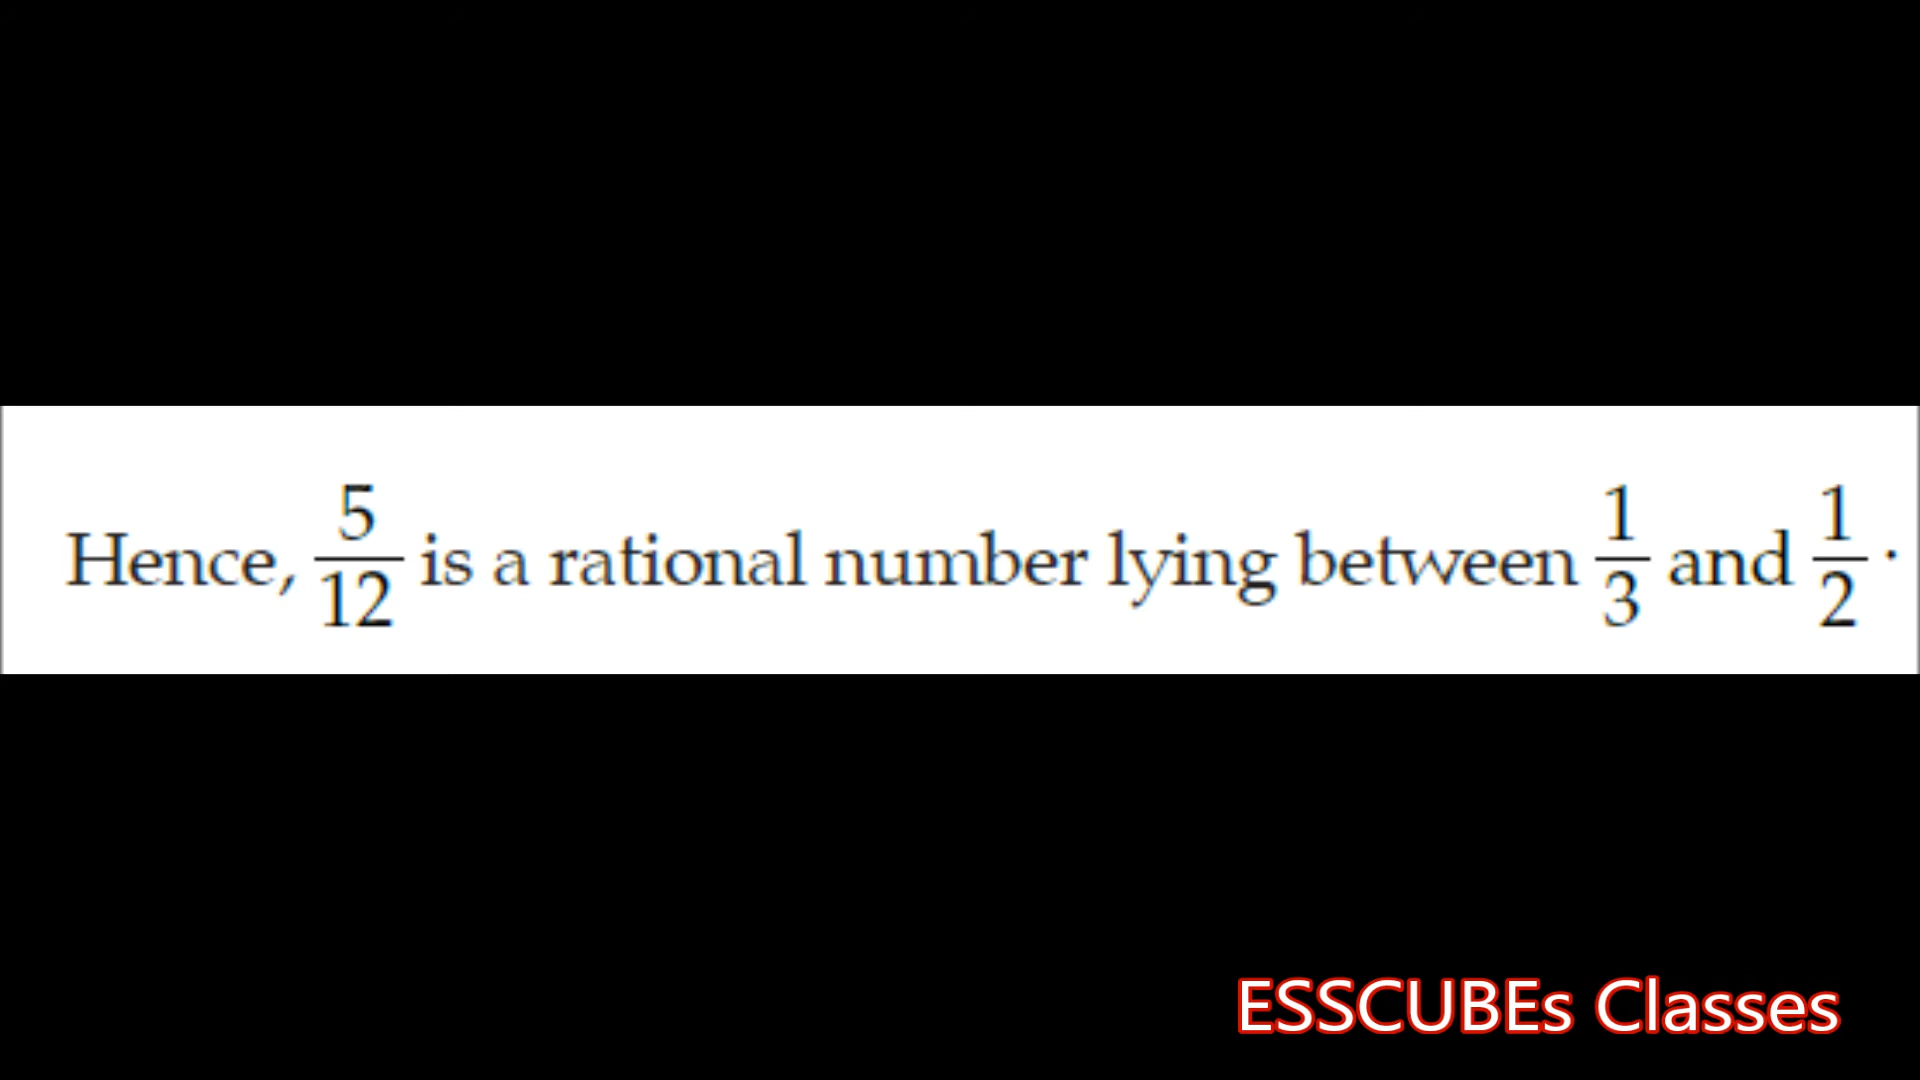 Hence, 5/12 is a rational number lying between 1/3 and 1/2.
ESSCUBEs Classes